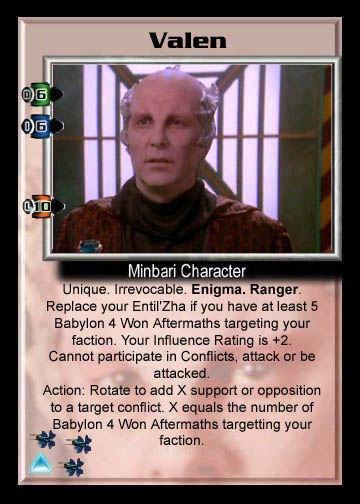 Valen
D 6
I 6
L 10
Minbari Character
Unique. Irrevocable. Enigma. Ranger.
Replace your Entil'Zha if you have at least 5
Babylon 4 Won Aftermaths targeting your
faction. Your Influence Rating is +2.
Cannot participate in Conflicts, attack or be
attacked.
Action: Rotate to add X support or opposition
to a target conflict. X equals the number of
Babylon 4 Won Aftermaths targetting your
faction.